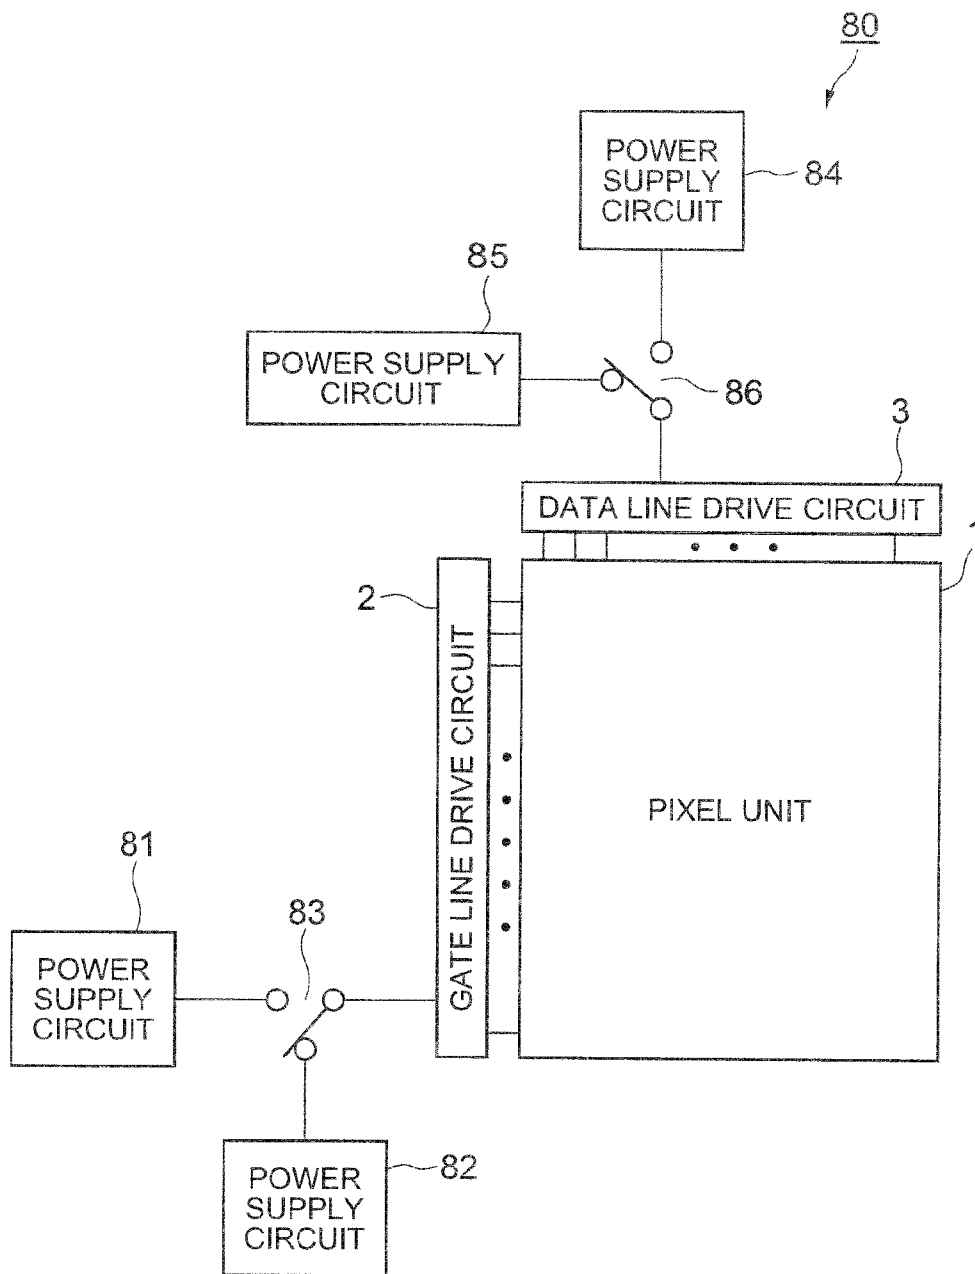 80
POWER
SUPPLY
CIRCUIT
84
85
POWER SUPPLY
CIRCUIT
86
3
DATA LINE DRIVE CIRCUIT
2
GATE LINE DRIVE CIRCUIT
PIXEL UNIT
81
83
POWER
SUPPLY
CIRCUIT
82
POWER
SUPPLY
CIRCUIT